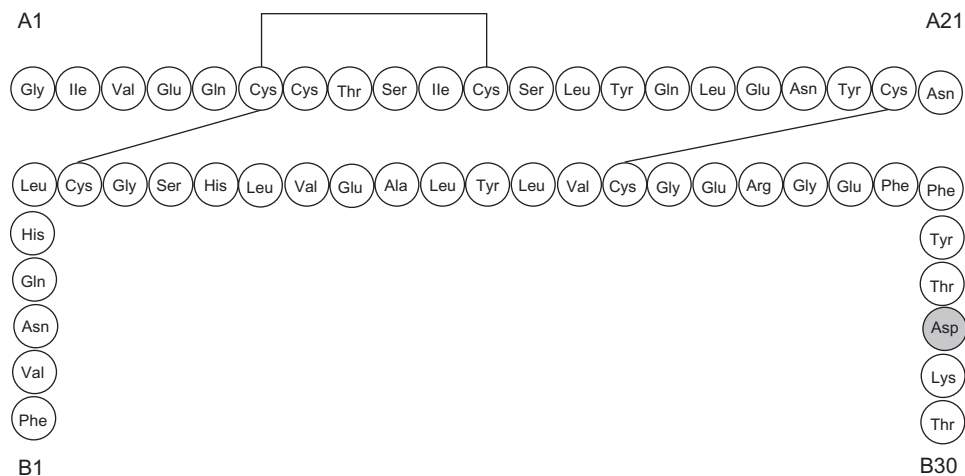 A1 A21
Gly Ile Val Glu Gln Cys Cys Thr Ser Ile Cys Ser Leu Tyr Gln Leu Glu Asn Tyr Cys Asn
Leu Cys Gly Ser His Leu Val Glu Ala Leu Tyr Leu Val Cys Gly Glu Arg Gly Glu Phe Phe
His Tyr
Gln Thr
Asn Asp
Val Lys
Phe Thr
B1 B30